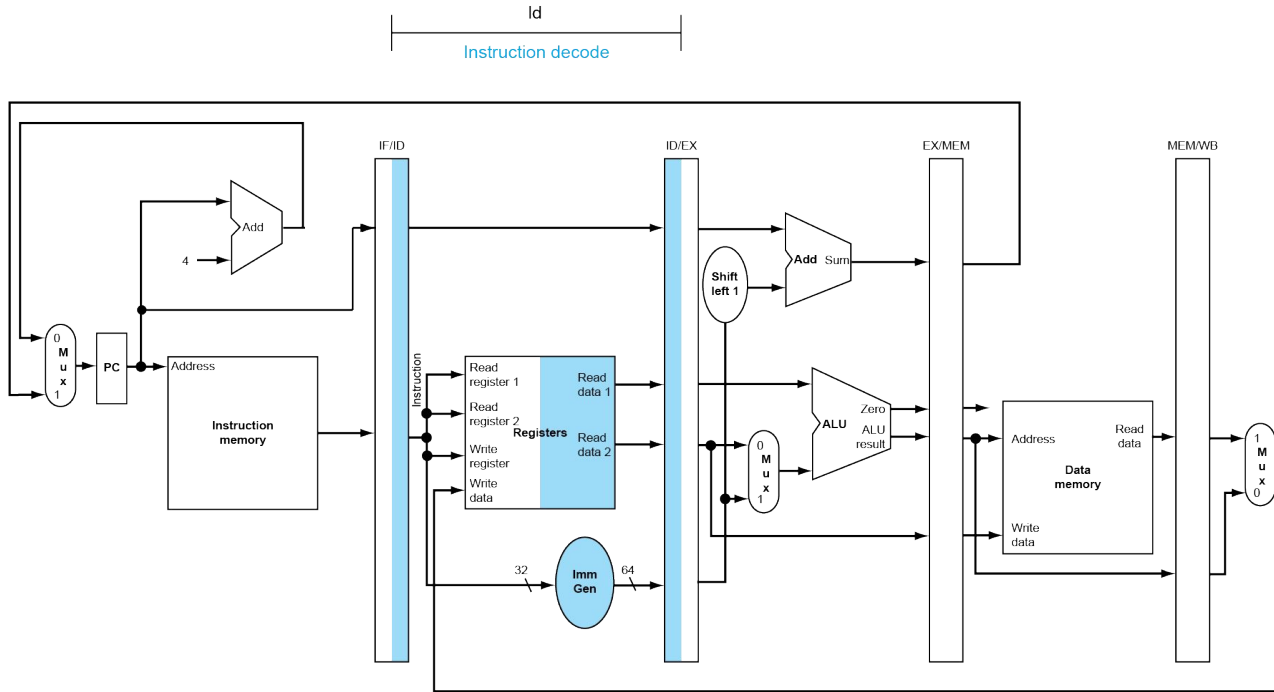 ld
Instruction decode
IF/ID
ID/EX
EX/MEM
MEM/WB
Add
4
Add Sum
Shift
left 1
0
M
u
x
1
PC
Address
Instruction
memory
Instruction
Read
register 1
Read
register 2
Write
register
Write
data
Registers
Read
data 1
Read
data 2
0
M
u
x
1
Zero
ALU
ALU
result
Address
Read
data
Data
memory
Write
data
1
M
u
x
0
32
Imm
Gen
64